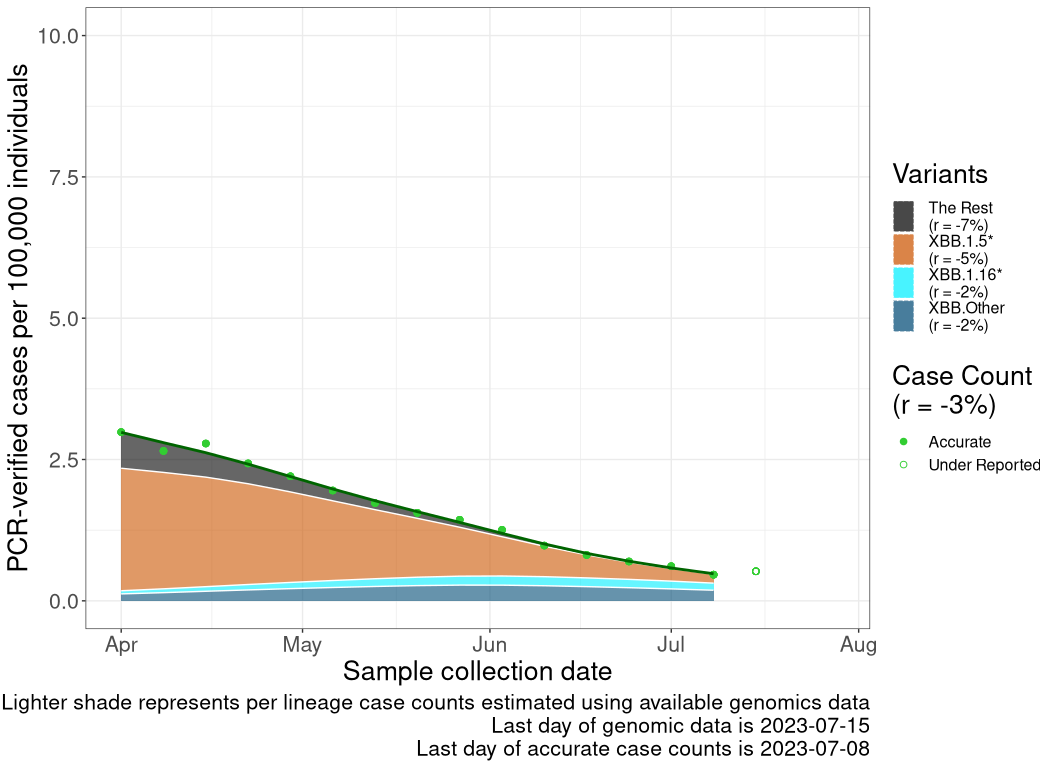 PCR-verified cases per 100,000 individuals
10.0
7.5
5.0
2.5
0.0
Apr
May
Jun
Jul
Aug
Sample collection date
Variants
The Rest
(r = -7%)
XBB.1.5*
(r = -5%)
XBB.1.16*
(r = -2%)
XBB.Other
(r = -2%)
Case Count
(r = -3%)
Accurate
Under Reported
Lighter shade represents per lineage case counts estimated using available genomics data
Last day of genomic data is 2023-07-15
Last day of accurate case counts is 2023-07-08